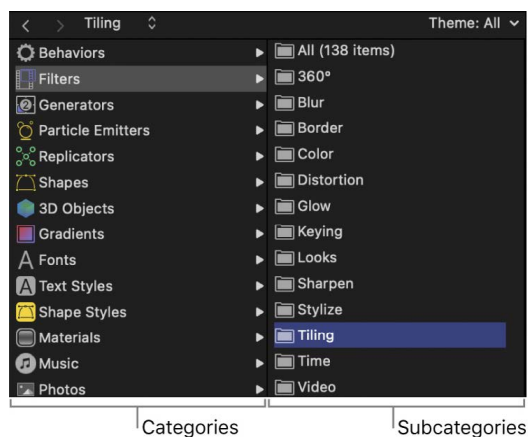 Tiling
Theme: All
Behaviors
Filters
Generators
Particle Emitters
Replicators
Shapes
3D Objects
Gradients
Fonts
Text Styles
Shape Styles
Materials
Music
Photos
All (138 items)
360°
Blur
Border
Color
Distortion
Glow
Keying
Looks
Sharpen
Stylize
Tiling
Time
Video
Categories
Subcategories